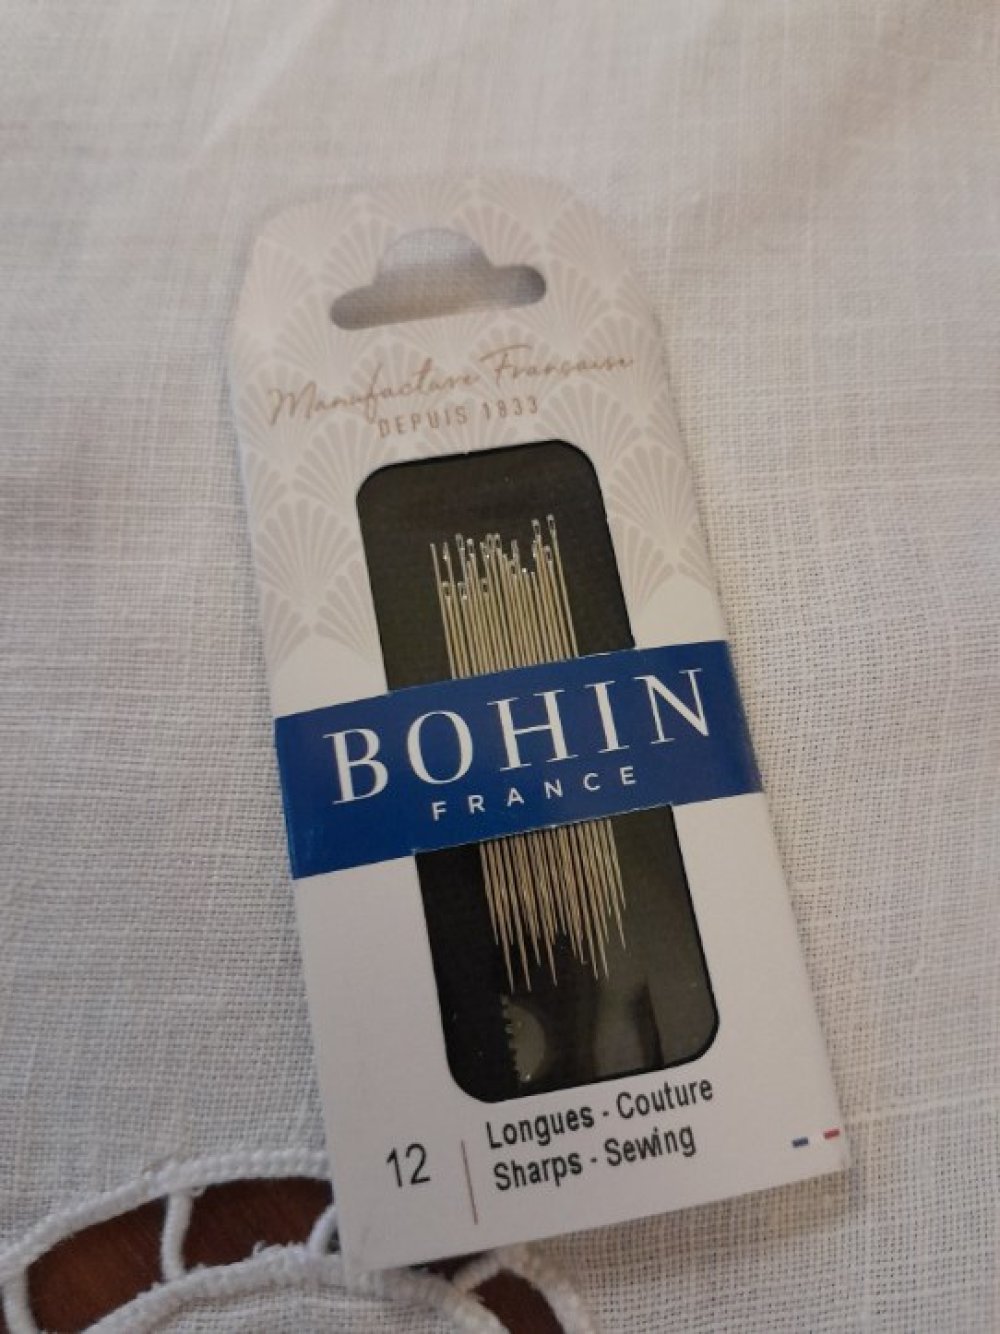 Manufacture Française
DEPUIS 1833
BOHIN
FRANCE
12
Longues - Couture
Sharps - Sewing